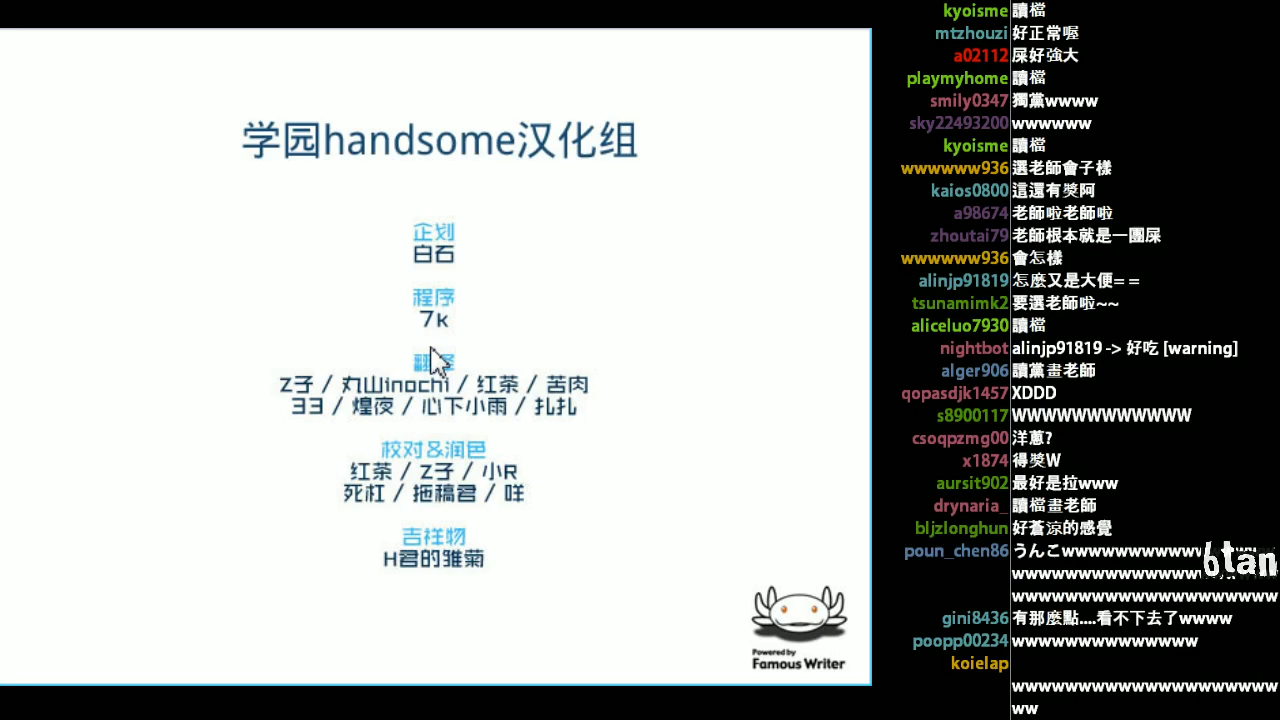 学园handsome汉化组
企划
白石
程序
7k
Z子 / 丸山inochi / 红茶 / 苦肉
ヨヨ / 煌夜 / 心下小雨 / 扎扎
校对&润色
红茶 / Z子 / 小R
死杠 / 拖稿君 / 咩
吉祥物
H君的雏菊
Powered by
Famous Writer
kyoisme 讀檔
mtzhouzi 好正常喔
a02112 屎好強大
playmyhome 讀檔
smily0347 獨黨wwww
sky22493200 wwwwww
kyoisme 讀檔
wwwwww936 選老師會子樣
kaios0800 這還有獎阿
a98674 老師啦老師啦
zhoutai79 老師根本就是一團屎
wwwwww936 會怎樣
alinjp91819 怎麼又是大便= =
tsunamimk2 要選老師啦~~
aliceluo7930 讀檔
nightbot alinjp91819 -> 好吃 [warning]
alger906 讀黨畫老師
qopasdjk1457 XDDD
s8900117 WWWWWWWWWWWW
csoqpzmg00 洋蔥?
x1874 得獎W
aursit902 最好是拉www
drynaria_ 讀檔畫老師
bljzlonghun 好蒼涼的感覺
poun_chen86 うんこwwwwwwwwwwww
6tan
wwwwwwwwwwwwwwwwwwww
wwwwwwwwwwwwwwwwwwww
gini8436 有那麼點....看不下去了wwww
poopp00234 wwwwwwwwwwwwww
koielap
wwwwwwwwwwwwwwwwwwww
ww